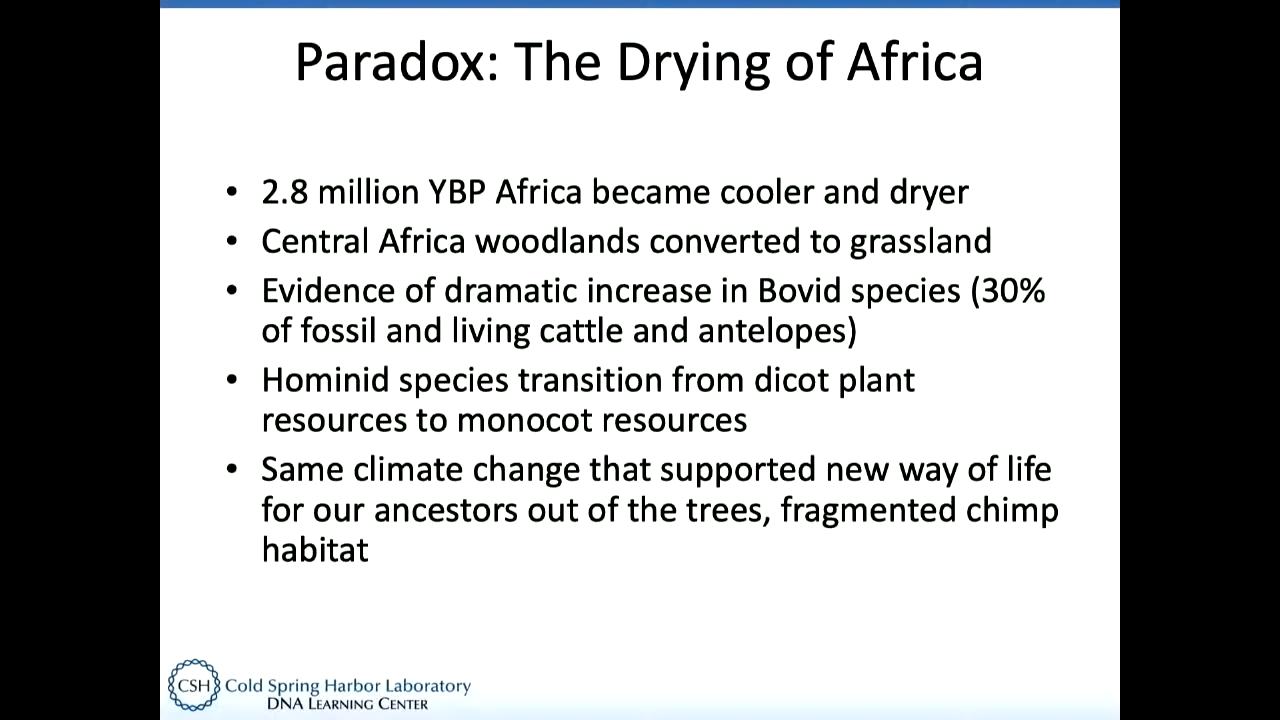 Paradox: The Drying of Africa
• 2.8 million YBP Africa became cooler and dryer
• Central Africa woodlands converted to grassland
• Evidence of dramatic increase in Bovid species (30%
of fossil and living cattle and antelopes)
• Hominid species transition from dicot plant
resources to monocot resources
• Same climate change that supported new way of life
for our ancestors out of the trees, fragmented chimp
habitat
CSH Cold Spring Harbor Laboratory
DNA LEARNING CENTER